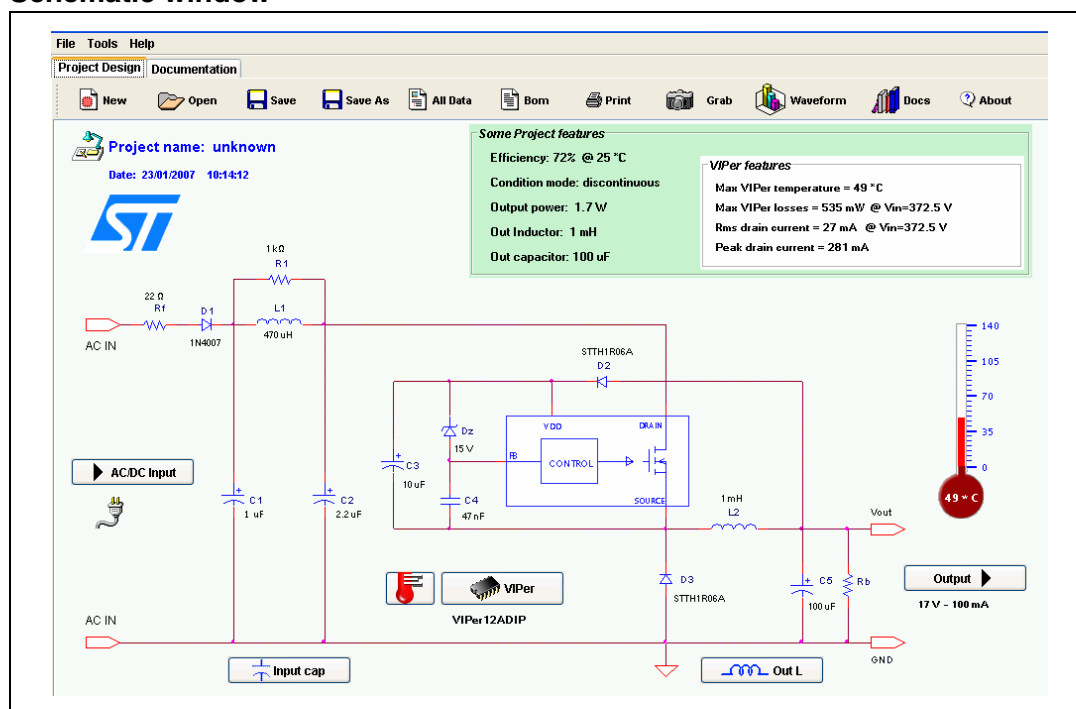 Schematic window
File Tools Help
Project Design Documentation
New Open Save Save As All Data Bom Print Grab Waveform Docs About
Project name: unknown
Date: 23/01/2007 10:14:12
ST
Some Project features
Efficiency: 72% @ 25 °C
Condition mode: discontinuous
Output power: 1.7 W
Out Inductor: 1 mH
Out capacitor: 100 uF
VIPer features
Max VIPer temperature = 49 °C
Max VIPer losses = 535 mW @ Vin=372.5 V
Rms drain current = 27 mA @ Vin=372.5 V
Peak drain current = 281 mA
1 kΩ
R1
22 Ω
Rf
D1
L1
AC IN
1N4007
470 uH
STTH1R06A
D2
140
105
70
35
0
49 ° C
VDD
DRAIN
Dz
15 V
FB
CONTROL
SOURCE
C3
10 uF
C4
47 nF
AC/DC Input
C1
1 uF
C2
2.2 uF
1 mH
L2
Vout
D3
STTH1R06A
C5
100 uF
Rb
Output
17 V - 100 mA
VIPer
VIPer12ADIP
AC IN
GND
Input cap
Out L